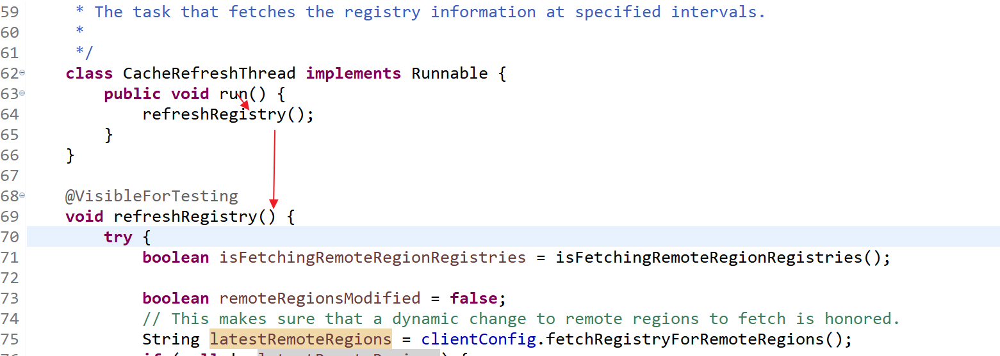 59 * The task that fetches the registry information at specified intervals.
60 *
61 */
62 class CacheRefreshThread implements Runnable {
63 public void run() {
64 refreshRegistry();
65 }
66 }
67
68 @VisibleForTesting
69 void refreshRegistry() {
70 try {
71 boolean isFetchingRemoteRegionRegistries = isFetchingRemoteRegionRegistries();
72
73 boolean remoteRegionsModified = false;
74 // This makes sure that a dynamic change to remote regions to fetch is honored.
75 String latestRemoteRegions = clientConfig.fetchRegistryForRemoteRegions();